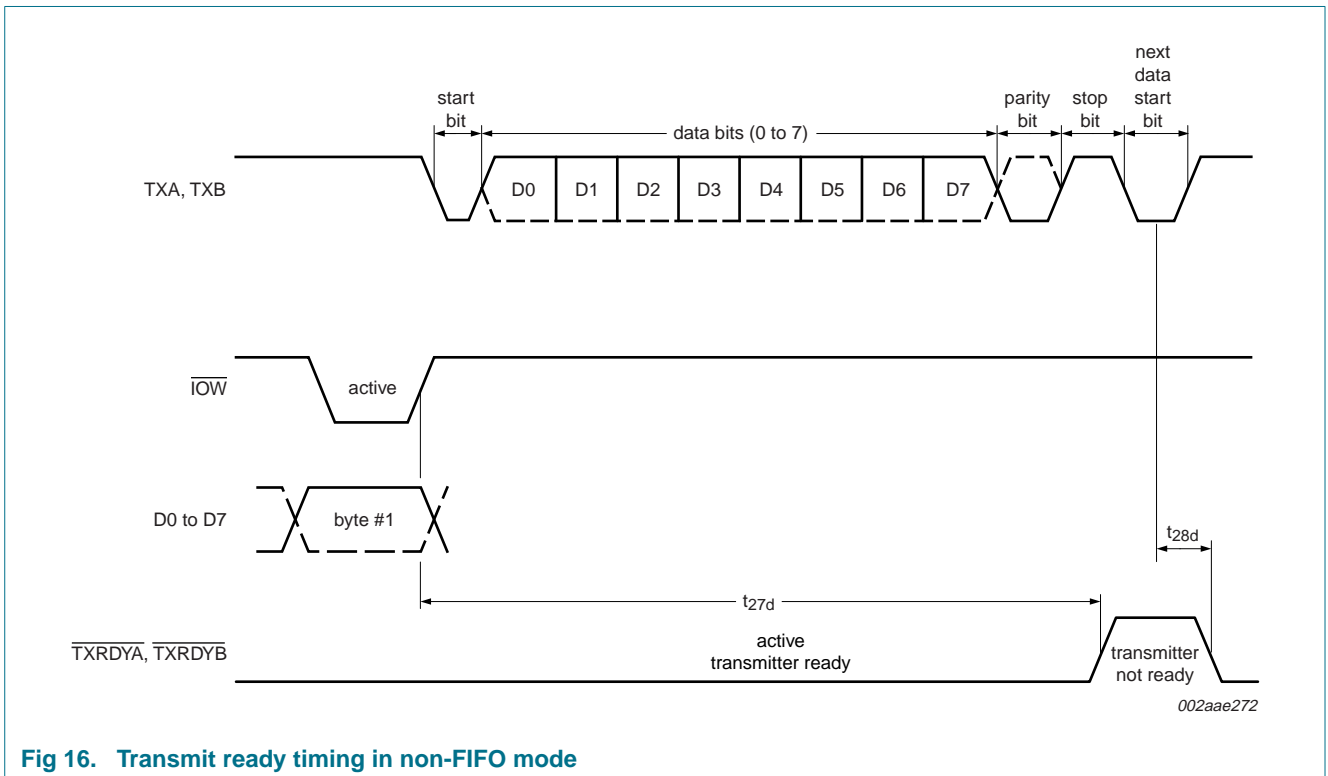 next
data
start
bit
start
bit
data bits (0 to 7)
parity
bit
stop
bit
TXA, TXB
D0 D1 D2 D3 D4 D5 D6 D7
IOW
active
D0 to D7
byte #1
t28d
t27d
TXRDYA, TXRDYB
active
transmitter ready
transmitter
not ready
002aae272
Fig 16. Transmit ready timing in non-FIFO mode